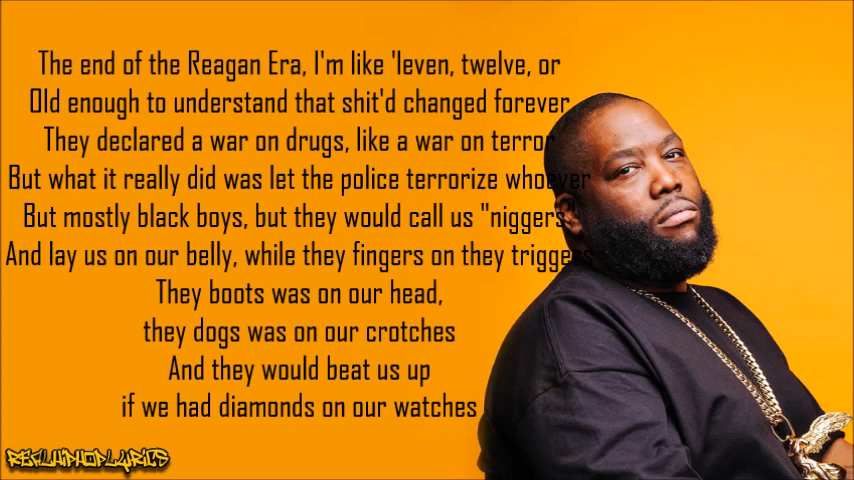 The end of the Reagan Era, I'm like 'leven, twelve, or
Old enough to understand that shit'd changed forever
They declared a war on drugs, like a war on terror
But what it really did was let the police terrorize whoever
But mostly black boys, but they would call us "niggers"
And lay us on our belly, while they fingers on they triggers
They boots was on our head,
they dogs was on our crotches
And they would beat us up
if we had diamonds on our watches
REALHIPHOPLYRICS